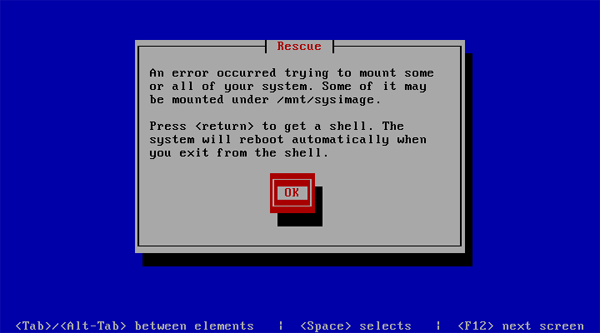 Rescue
An error occurred trying to mount some
or all of your system. Some of it may
be mounted under /mnt/sysimage.
Press <return> to get a shell. The
system will reboot automatically when
you exit from the shell.
OK
<Tab>/<Alt-Tab> between elements | <Space> selects | <F12> next screen